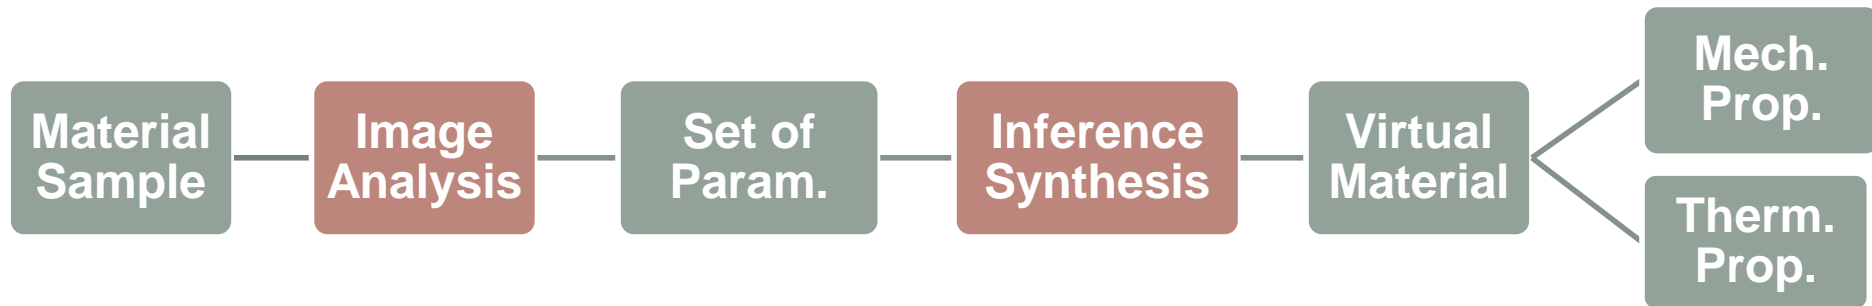 Material
Sample
Image
Analysis
Set of
Param.
Inference
Synthesis
Virtual
Material
Mech.
Prop.
Therm.
Prop.